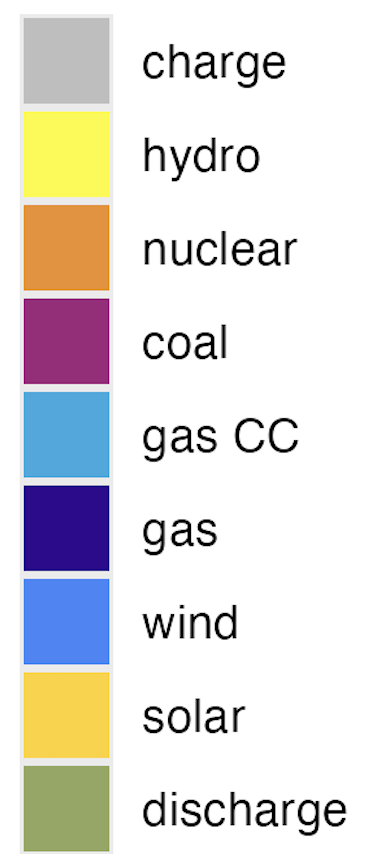 charge
hydro
nuclear
coal
gas CC
gas
wind
solar
discharge